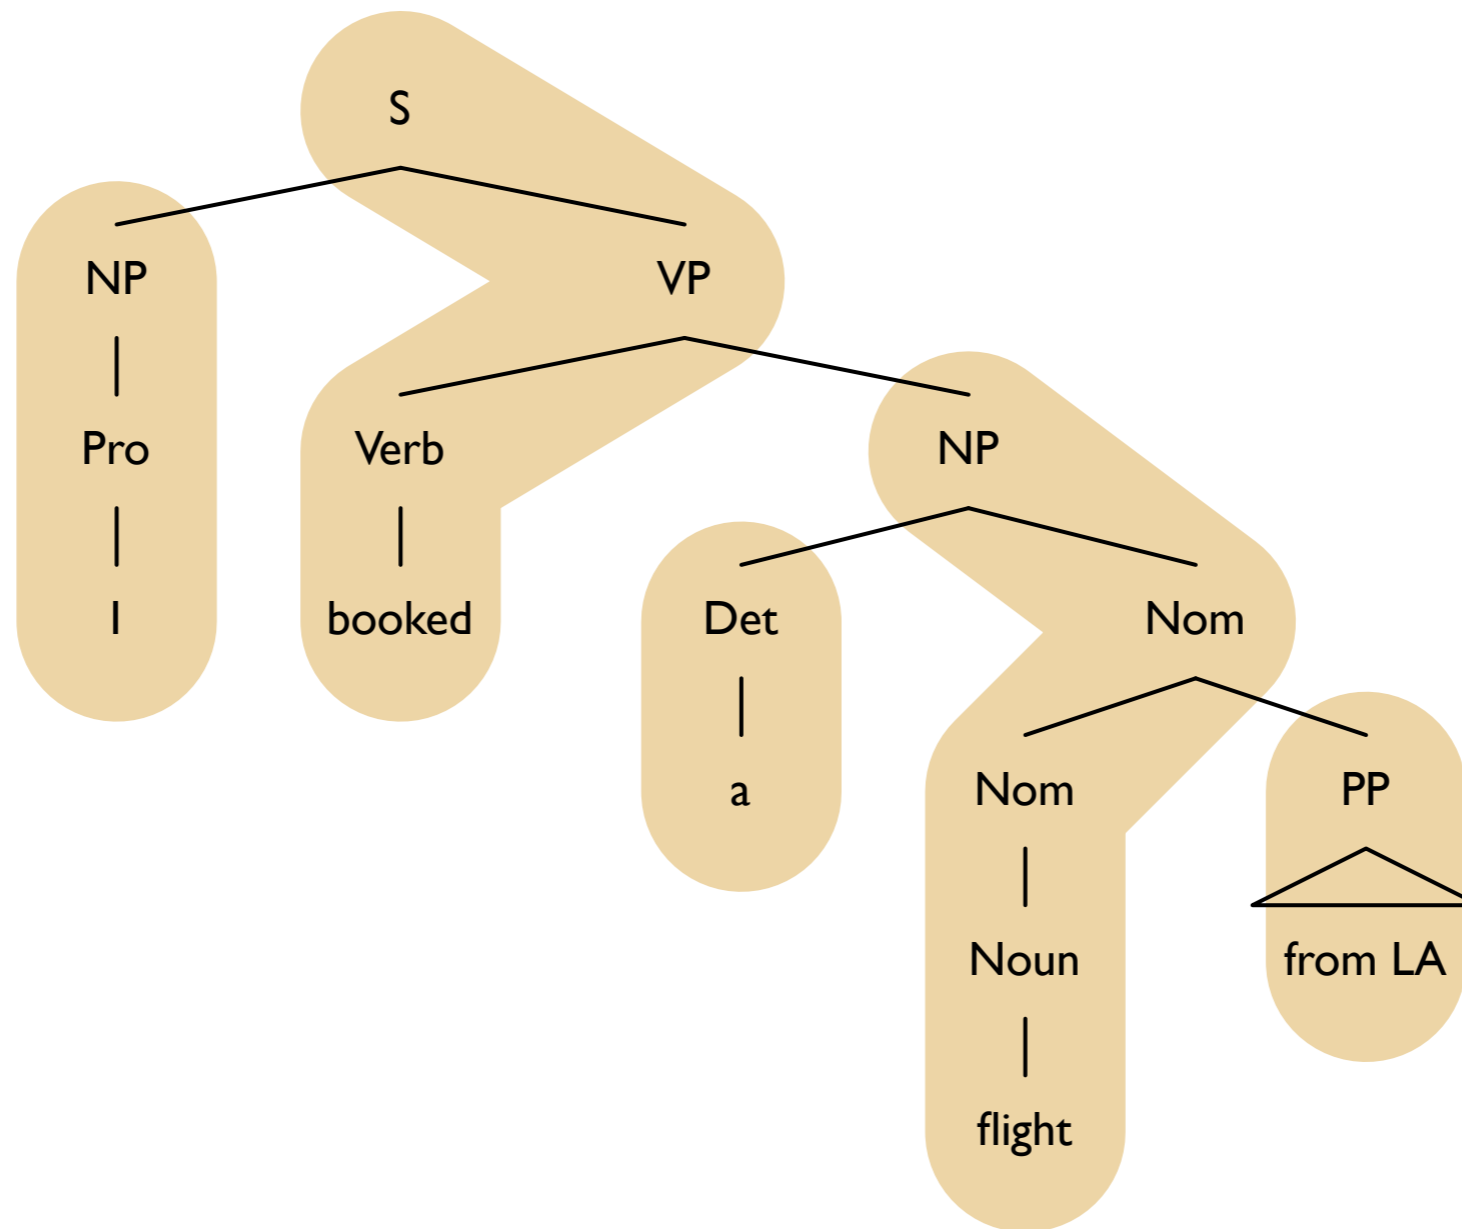 S
NP VP
Pro Verb NP
I booked Det Nom
a Nom PP
Noun from LA
flight